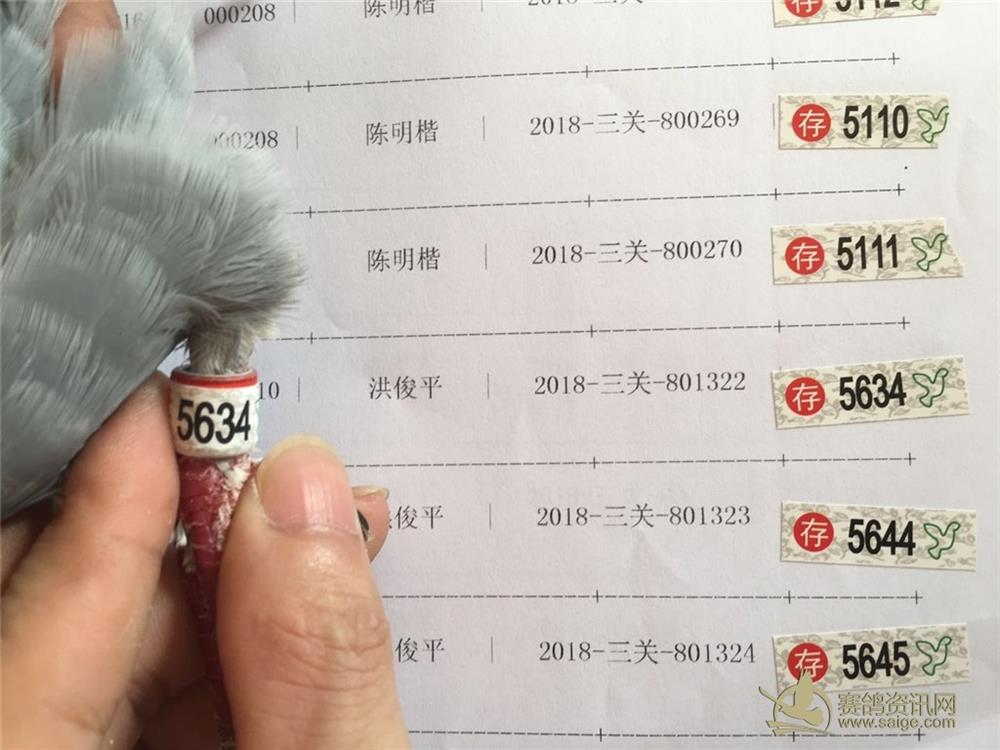 16 000208 陈明楷 2018-三关- 存 5112
000208 陈明楷 2018-三关-800269 存 5110
陈明楷 2018-三关-800270 存 5111
10 洪俊平 2018-三关-801322 存 5634
5634
俊平 2018-三关-801323 存 5644
俊平 2018-三关-801324 存 5645
赛鸽资讯网
www.saige.com